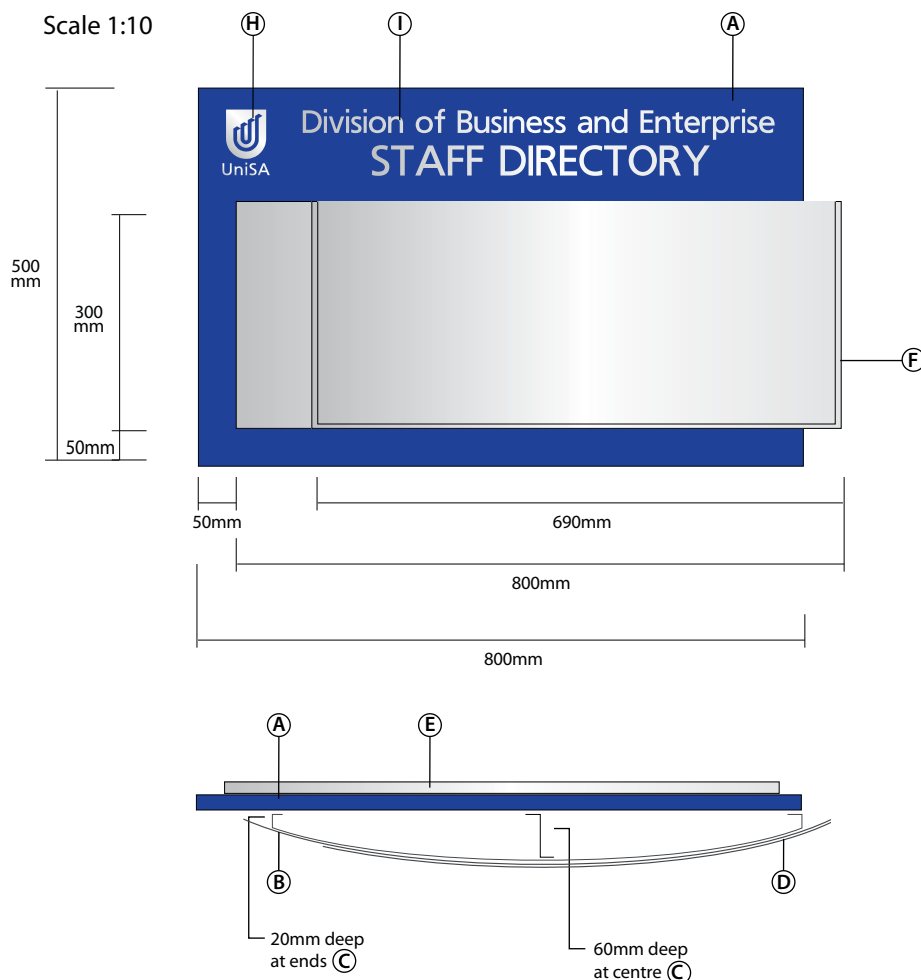 Scale 1:10
H
I
A
Division of Business and Enterprise
STAFF DIRECTORY
UniSA
500
mm
300
mm
F
50mm
50mm
690mm
800mm
800mm
A
E
B
D
20mm deep
at ends C
60mm deep
at centre C